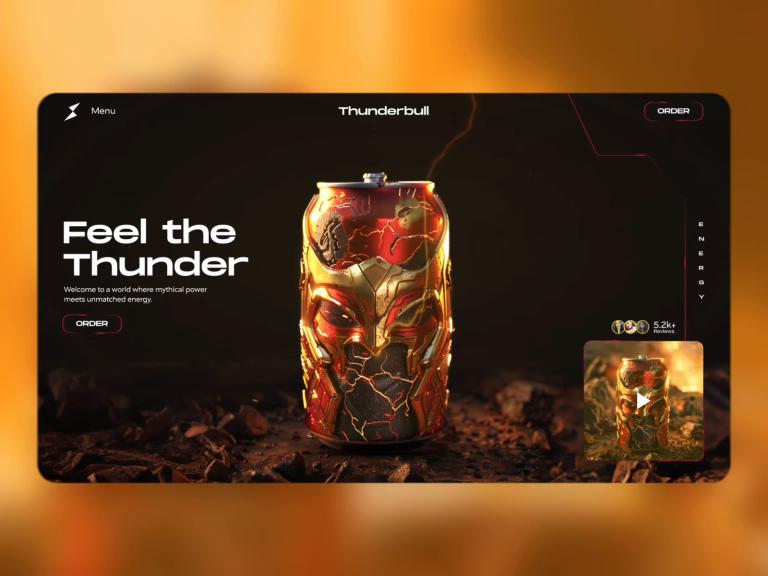 Menu
Thunderbull
ORDER
Feel the
Thunder
Welcome to a world where mythical power
meets unmatched energy.
ORDER
ENERGY
5.2k+
Reviews